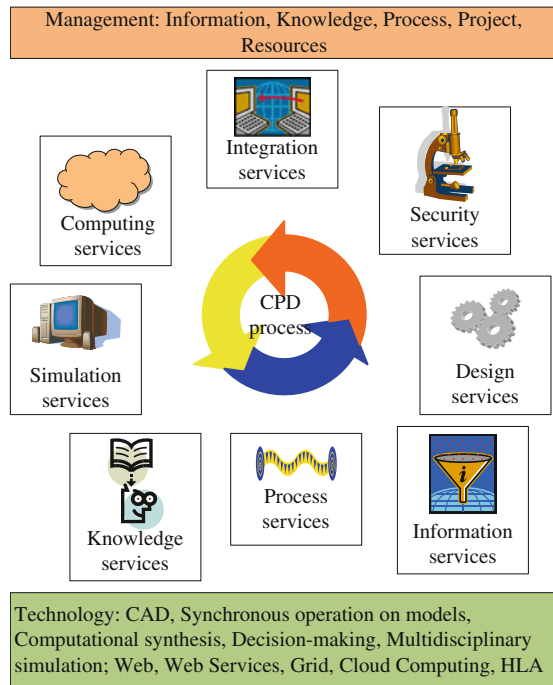 Management: Information, Knowledge, Process, Project,
Resources
Integration
services
Computing
services
Security
services
CPD
process
Simulation
services
Design
services
Knowledge
services
Process
services
i
Information
services
Technology: CAD, Synchronous operation on models,
Computational synthesis, Decision-making, Multidisciplinary
simulation; Web, Web Services, Grid, Cloud Computing, HLA